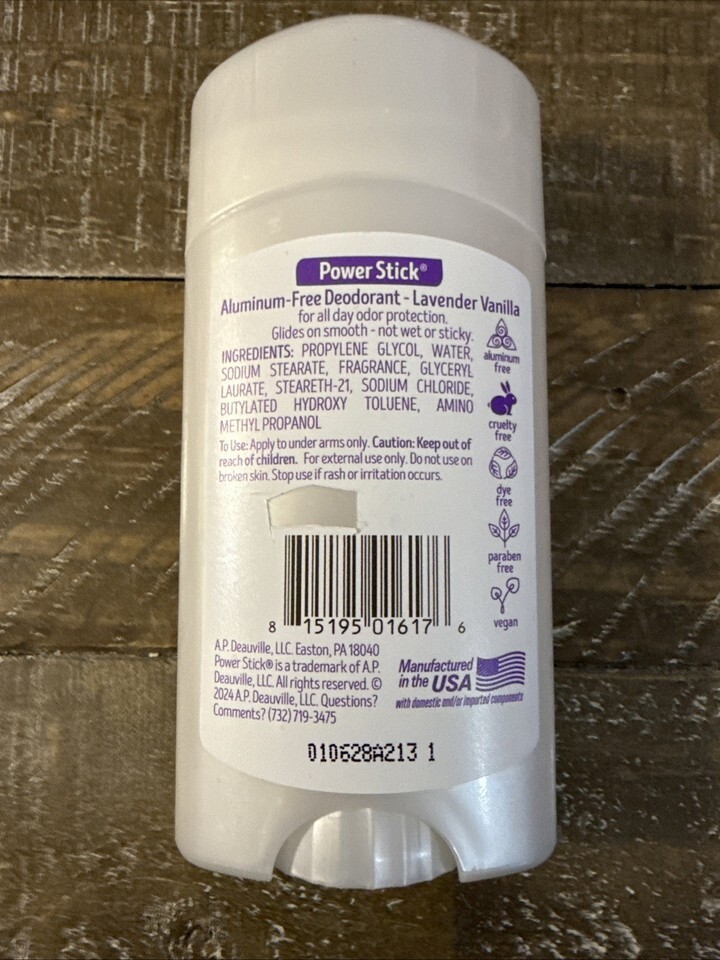 Power Stick®
Aluminum-Free Deodorant - Lavender Vanilla
for all day odor protection.
Glides on smooth - not wet or sticky.
INGREDIENTS: PROPYLENE GLYCOL, WATER,
SODIUM STEARATE, FRAGRANCE, GLYCERYL
LAURATE, STEARETH-21, SODIUM CHLORIDE,
BUTYLATED HYDROXY TOLUENE, AMINO
METHYL PROPANOL
To Use: Apply to under arms only. Caution: Keep out of
reach of children. For external use only. Do not use on
broken skin. Stop use if rash or irritation occurs.
aluminum
free
cruelty
free
dye
free
paraben
free
vegan
8 15195 01617 6
A.P. Deauville, LLC. Easton, PA 18040
Power Stick® is a trademark of A.P.
Deauville, LLC. All rights reserved. ©
2024 A.P. Deauville, LLC. Questions?
Comments? (732) 719-3475
Manufactured
in the USA
with domestic and/or imported components
010628A213 1